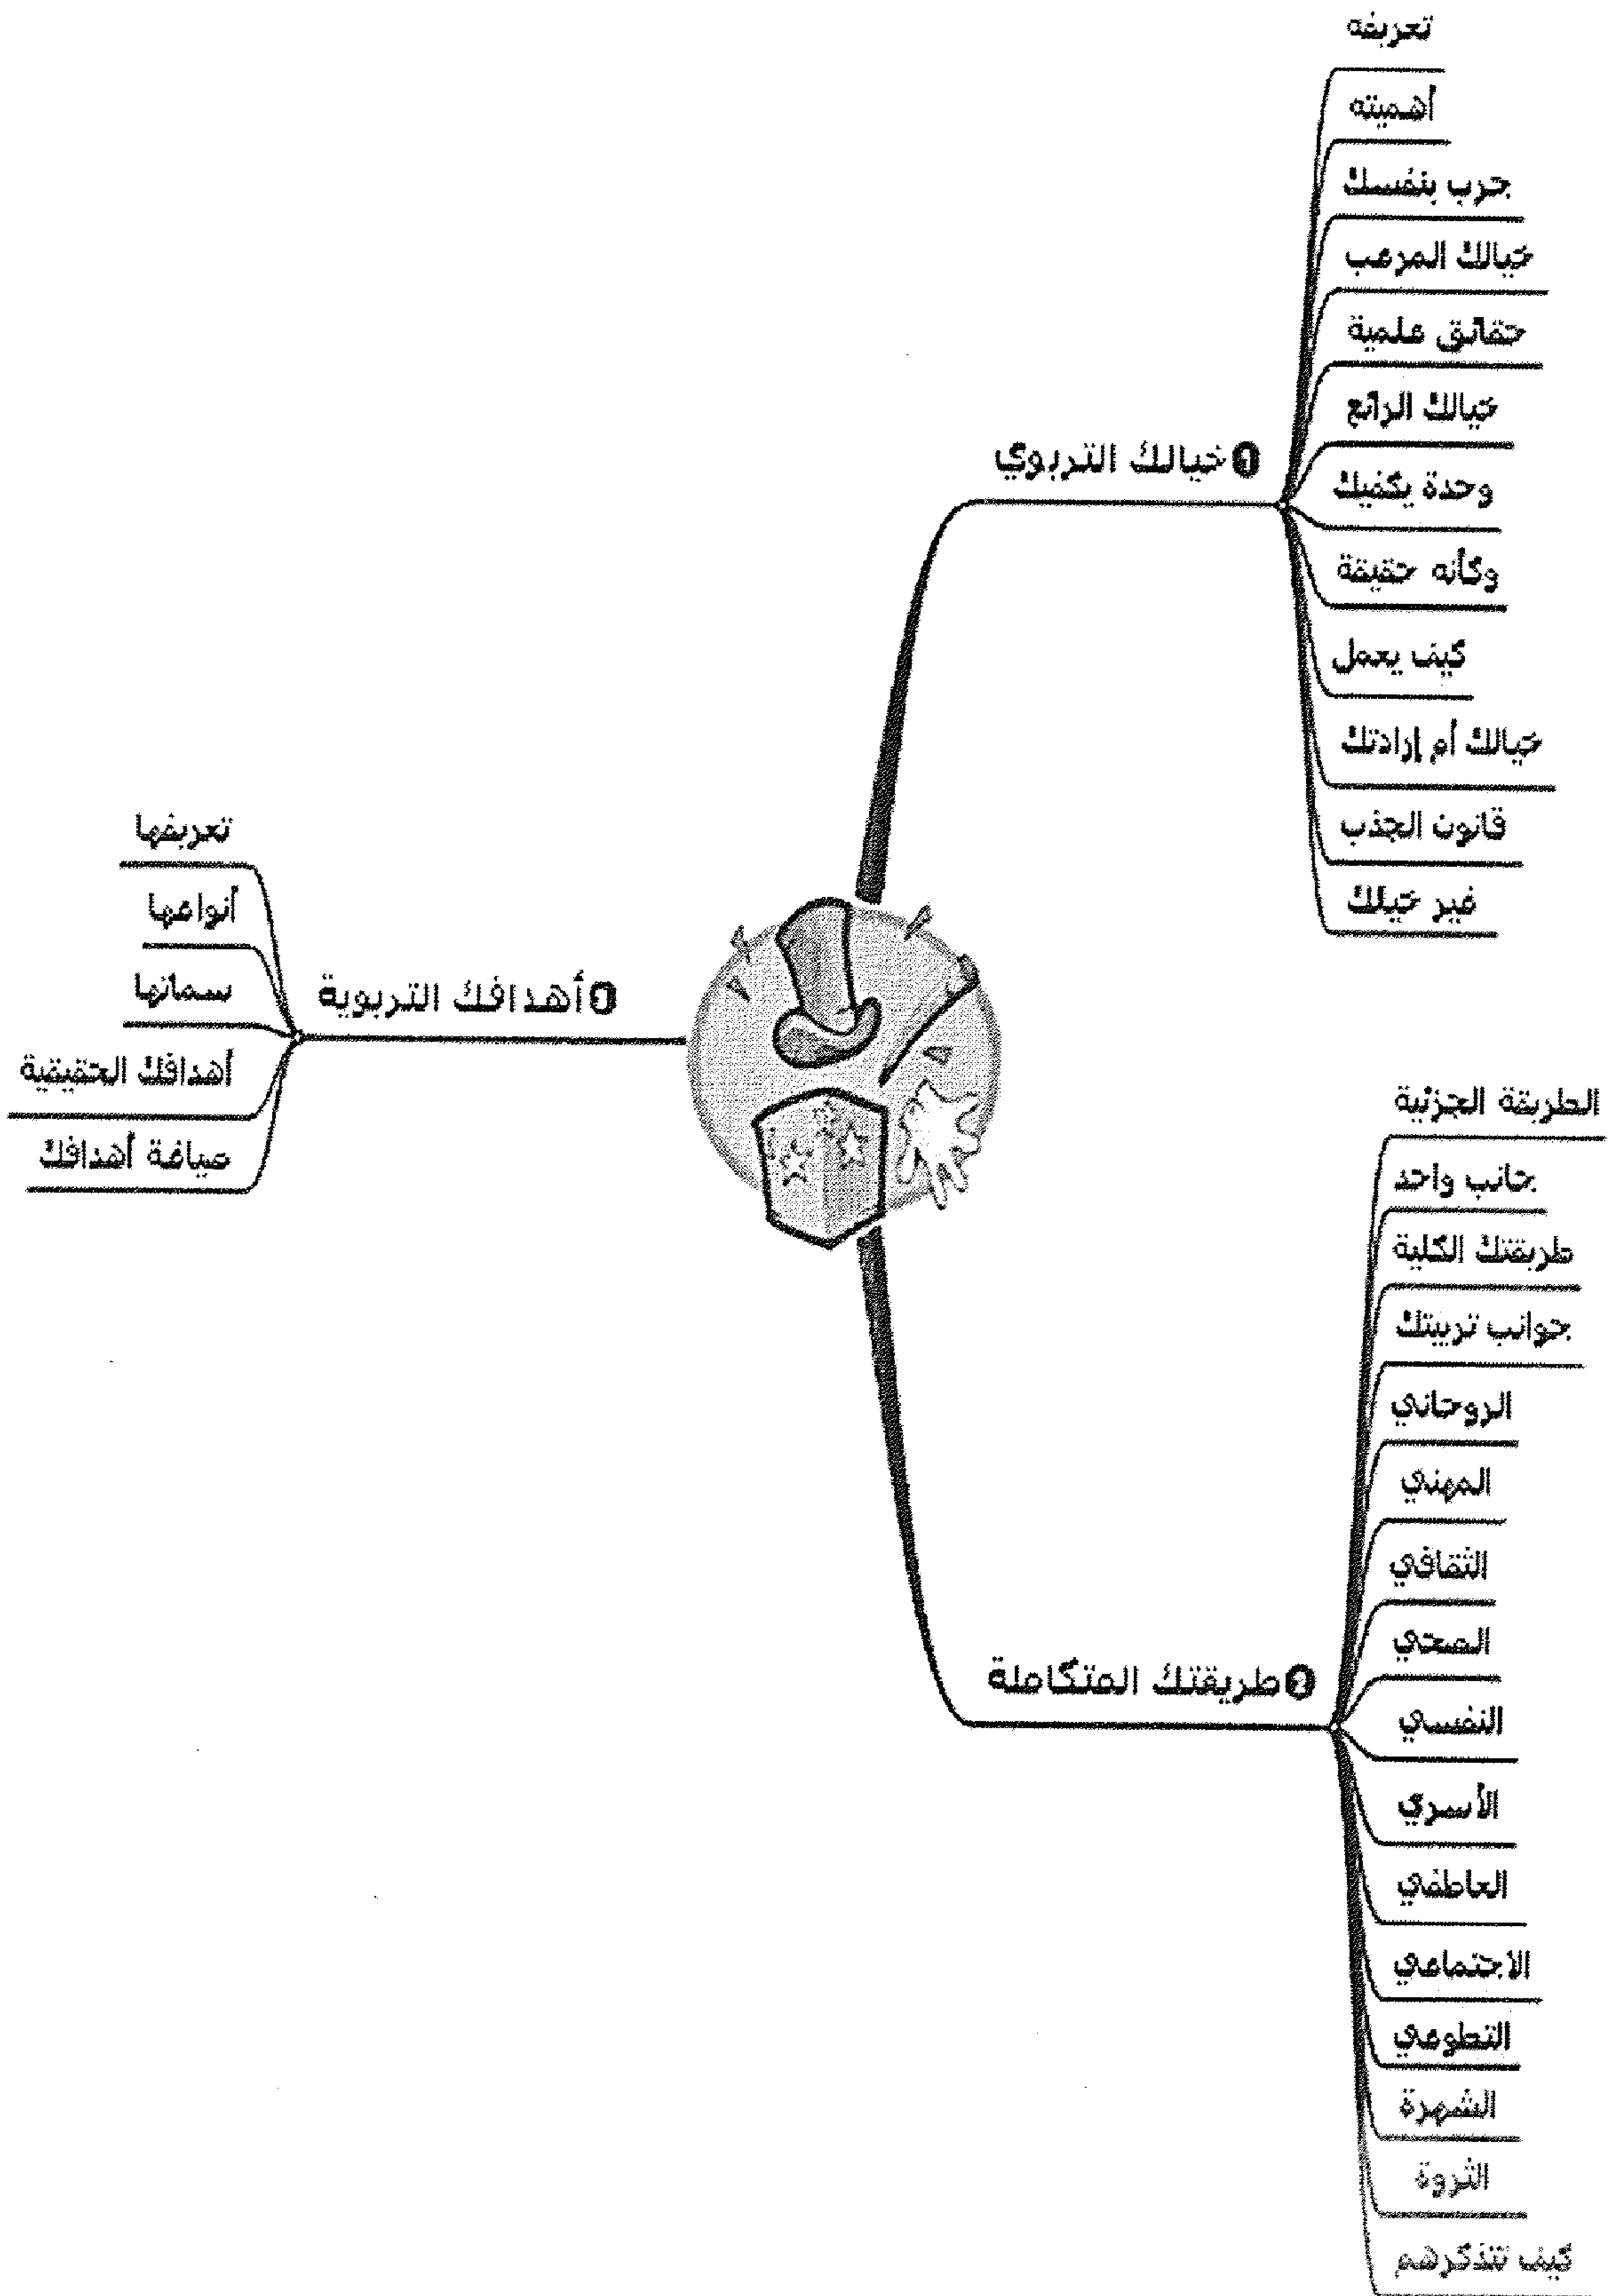 ❶ خيالك التربوي
تعريفه
أهميته
جرب بنفسك
خيالك المرعب
حقائق علمية
خيالك الرائع
وحدة يكفيك
وكأنه حقيقة
كيف يعمل
خيالك أم إرادتك
قانون الجذب
غير خيالك
❷ طريقتك المتكاملة
الطريقة الجزئية
جانب واحد
طريقتك الكلية
جوانب تربيتك
الروحاني
المهني
الثقافي
الصحي
النفسي
الأسري
العاطفي
الاجتماعي
التطوعي
الشهرة
الثروة
كيف تتذكرهم
❸ أهدافك التربوية
تعريفها
أنواعها
سماتها
أهدافك الحقيقية
صياغة أهدافك